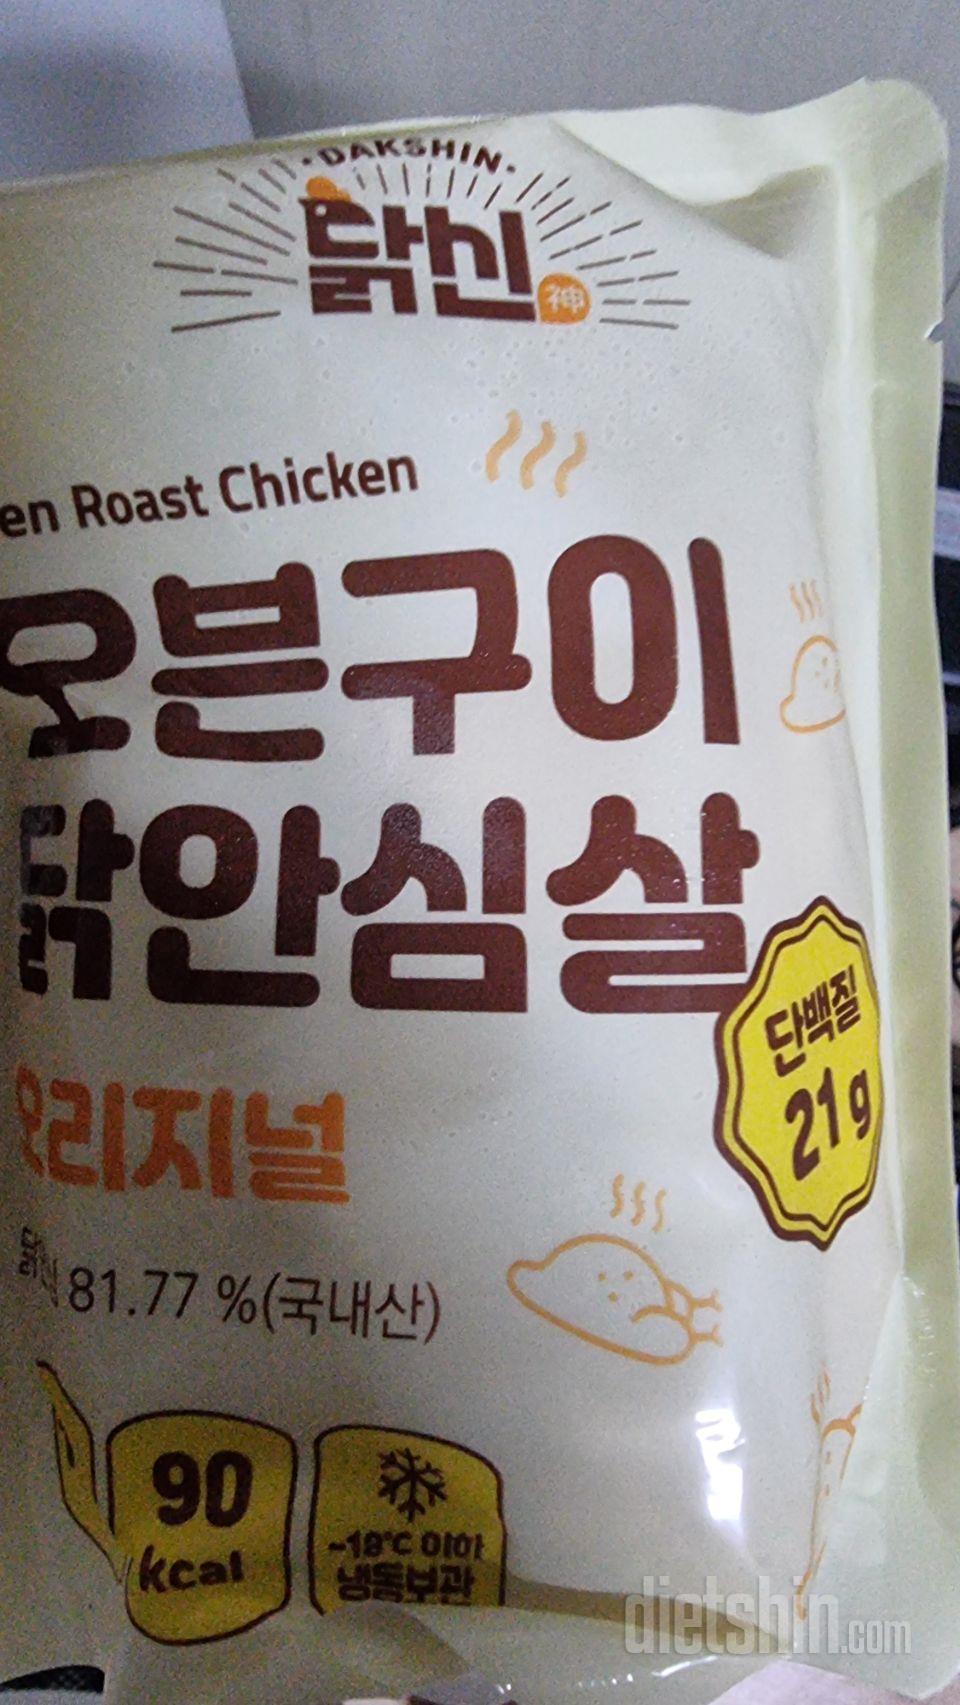 ·DAKSHIN·
닭신 神
en Roast Chicken
오븐구이
닭안심살
단백질
21g
오리지널
81.77 %(국내산)
90
kcal
-18℃ 이하
냉동보관
dietshin.com